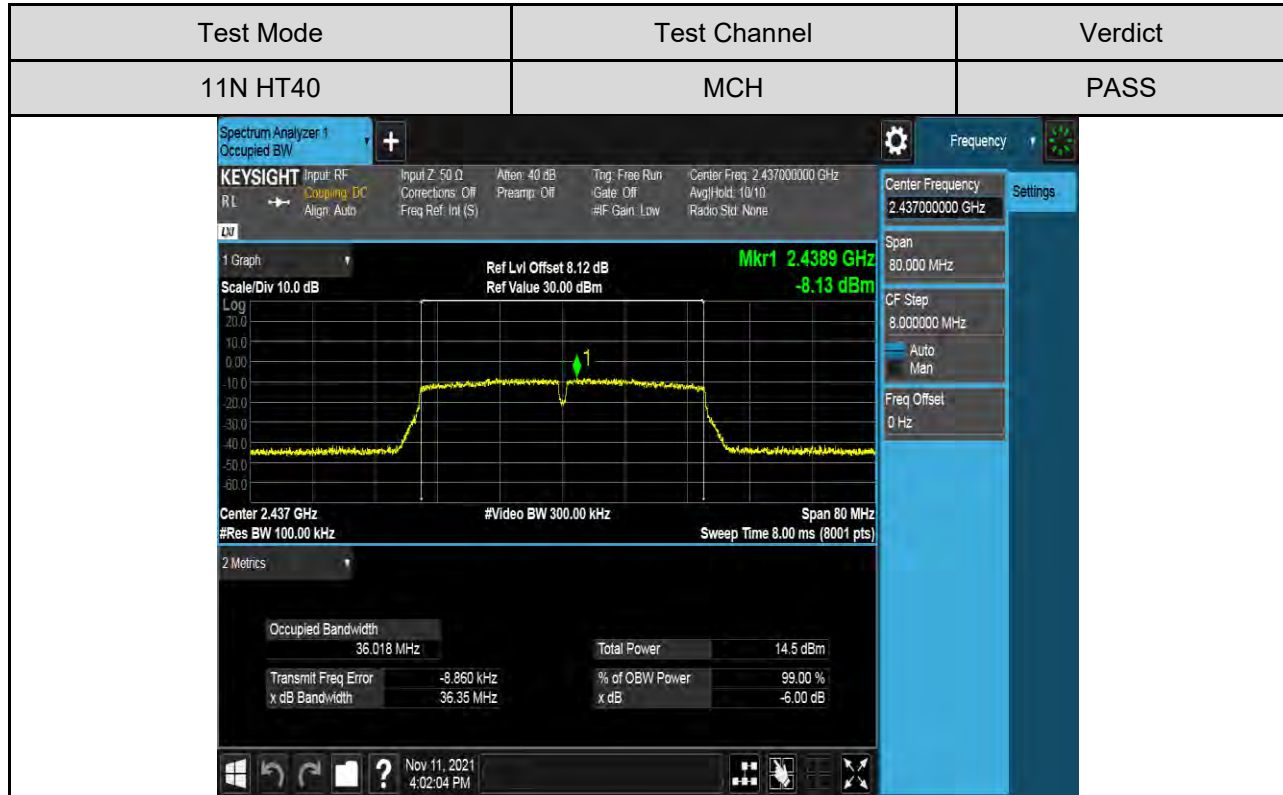 Test Mode Test Channel Verdict
11N HT40 MCH PASS
Spectrum Analyzer 1
Occupied BW
+
Frequency
KEYSIGHT Input: RF Input Z: 50 Ω Atten: 40 dB Trig: Free Run Center Freq: 2.437000000 GHz
RL Coupling: DC Corrections: Off Preamp: Off Gate: Off Avg|Hold: 10/10
Align: Auto Freq Ref: Int (S) #IF Gain: Low Radio Std: None
LXI
Center Frequency
2.437000000 GHz
Settings
Span
80.000 MHz
CF Step
8.000000 MHz
Auto
Man
Freq Offset
0 Hz
1 Graph
Ref Lvl Offset 8.12 dB
Mkr1 2.4389 GHz
Scale/Div 10.0 dB
Ref Value 30.00 dBm
-8.13 dBm
Log
20.0
10.0
0.00
-10.0
-20.0
-30.0
-40.0
-50.0
-60.0
1
Center 2.437 GHz #Video BW 300.00 kHz Span 80 MHz
#Res BW 100.00 kHz Sweep Time 8.00 ms (8001 pts)
2 Metrics
Occupied Bandwidth
36.018 MHz
Total Power 14.5 dBm
Transmit Freq Error -8.860 kHz % of OBW Power 99.00 %
x dB Bandwidth 36.35 MHz x dB -6.00 dB
? Nov 11, 2021
4:02:04 PM